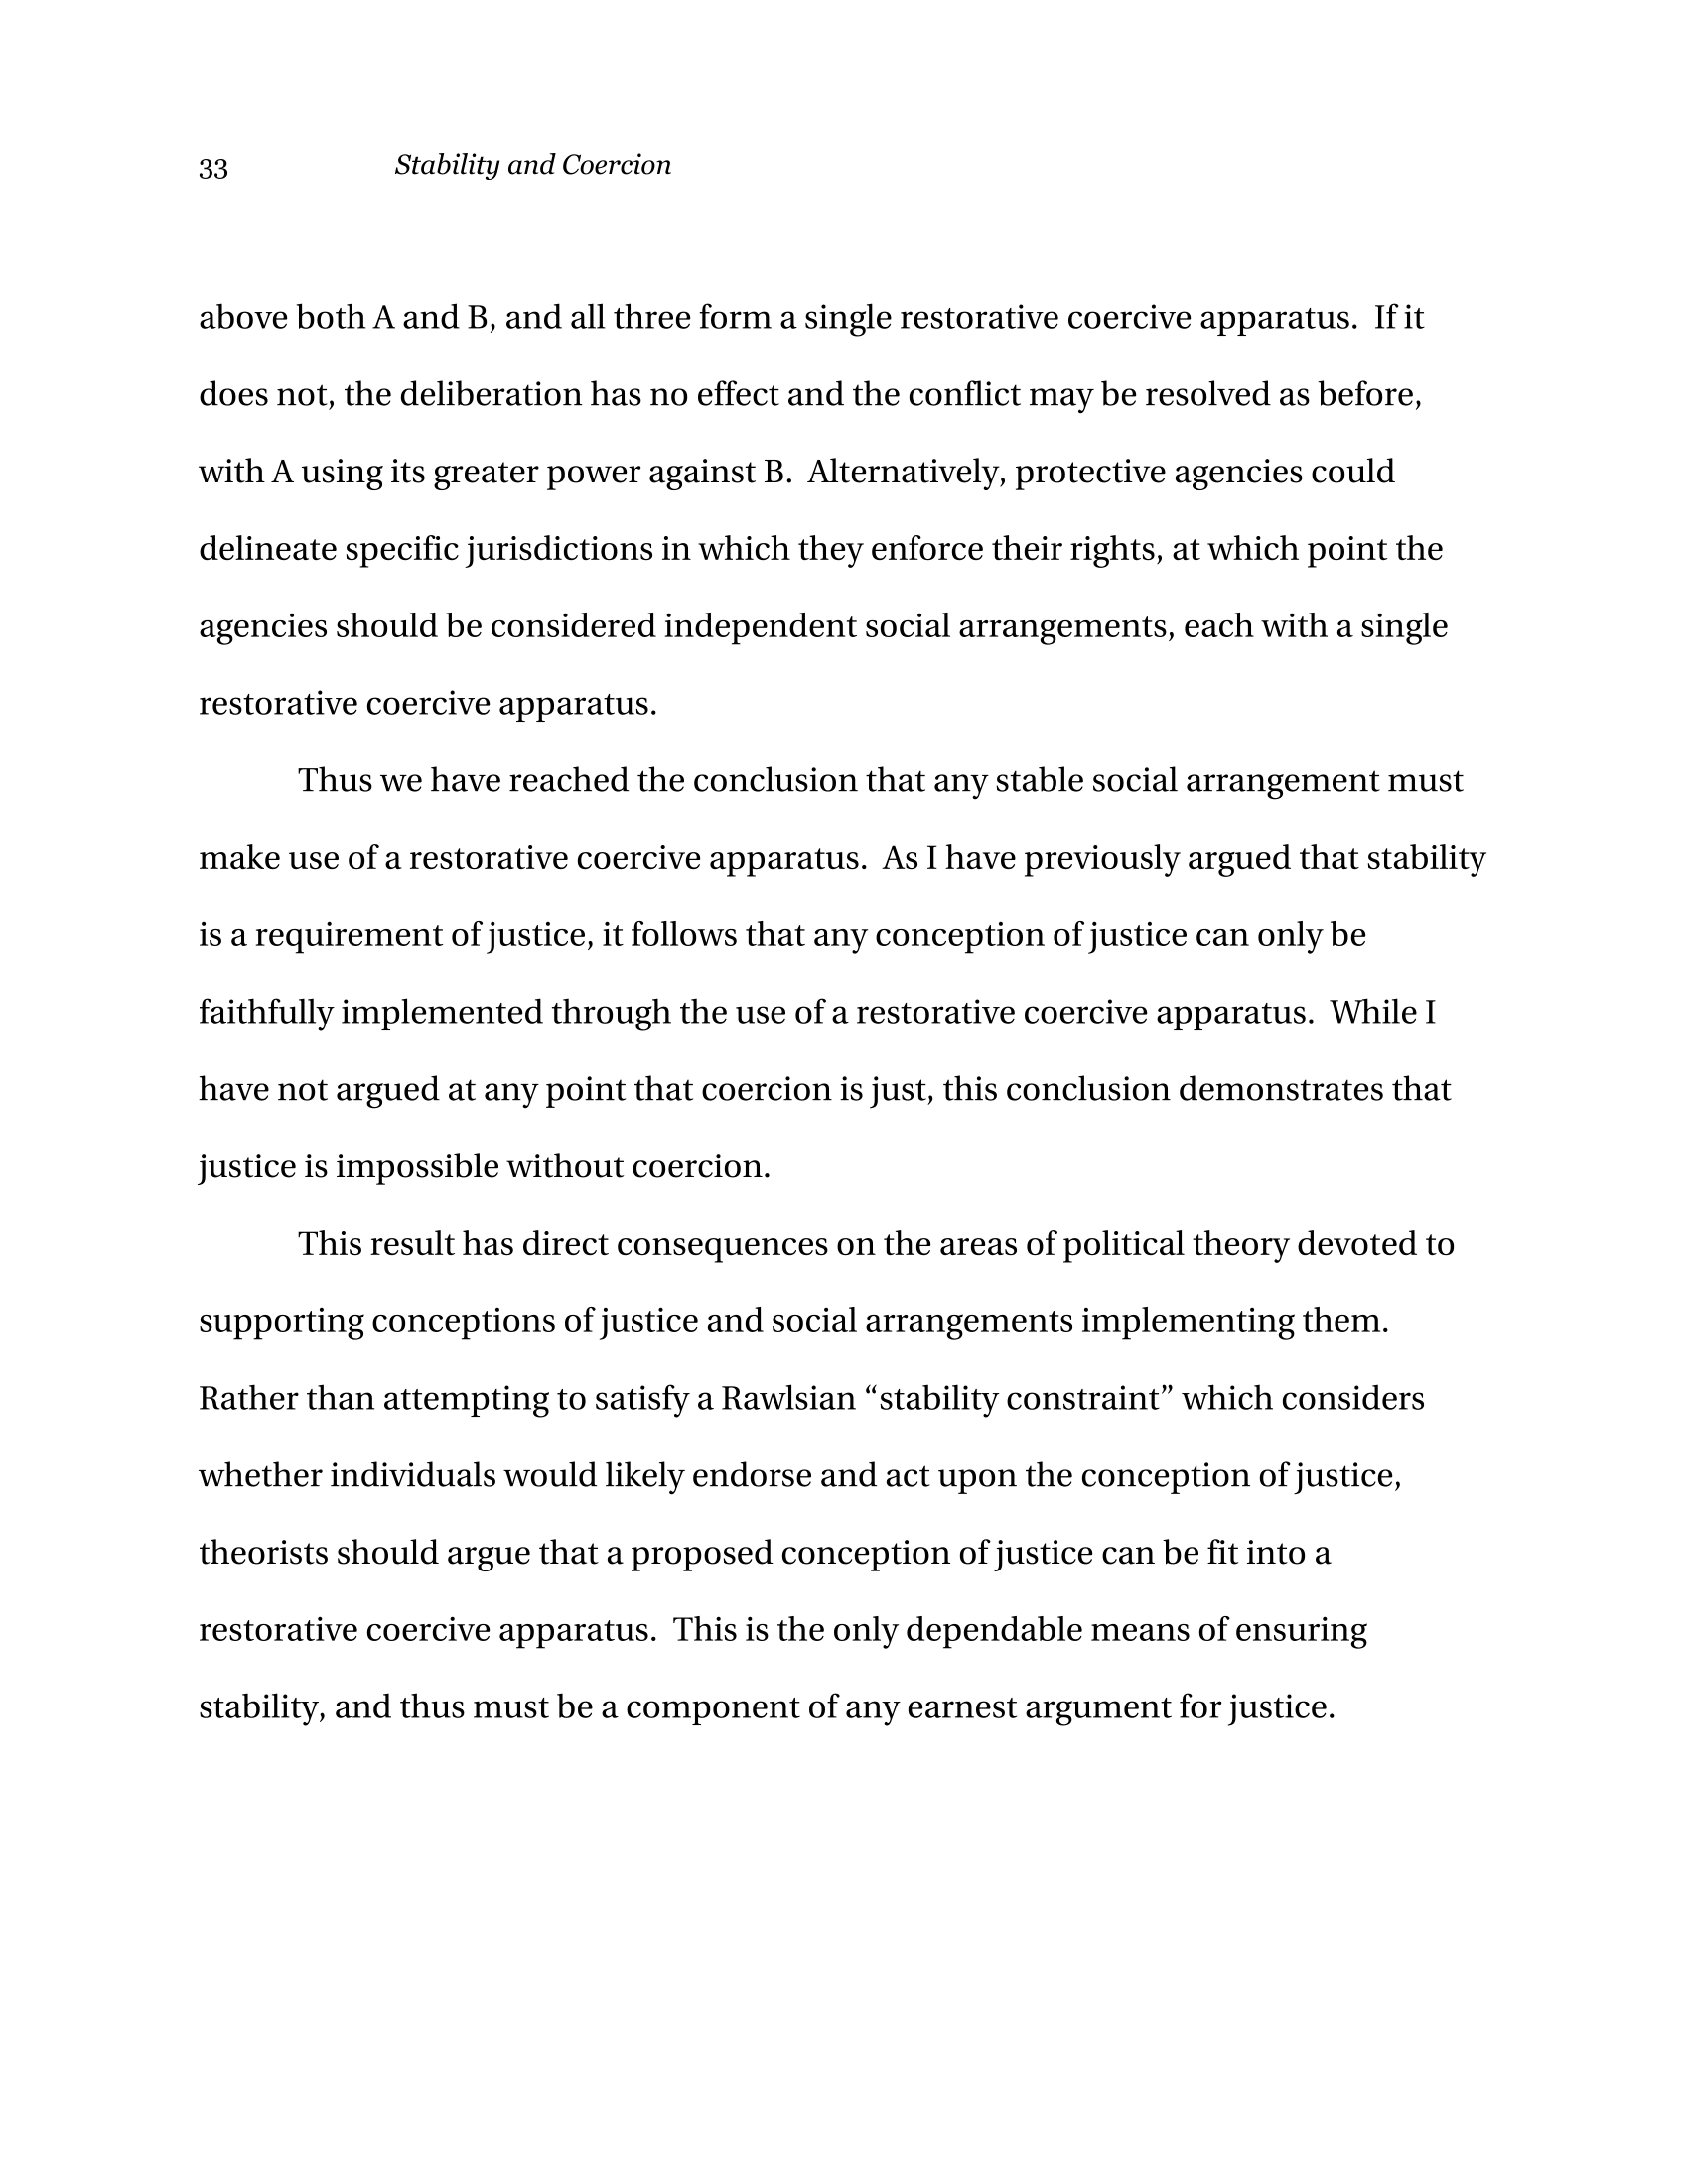 33 Stability and Coercion
above both A and B, and all three form a single restorative coercive apparatus.  If it
does not, the deliberation has no effect and the conflict may be resolved as before,
with A using its greater power against B.  Alternatively, protective agencies could
delineate specific jurisdictions in which they enforce their rights, at which point the
agencies should be considered independent social arrangements, each with a single
restorative coercive apparatus.
Thus we have reached the conclusion that any stable social arrangement must
make use of a restorative coercive apparatus.  As I have previously argued that stability
is a requirement of justice, it follows that any conception of justice can only be
faithfully implemented through the use of a restorative coercive apparatus.  While I
have not argued at any point that coercion is just, this conclusion demonstrates that
justice is impossible without coercion.
This result has direct consequences on the areas of political theory devoted to
supporting conceptions of justice and social arrangements implementing them.
Rather than attempting to satisfy a Rawlsian “stability constraint” which considers
whether individuals would likely endorse and act upon the conception of justice,
theorists should argue that a proposed conception of justice can be fit into a
restorative coercive apparatus.  This is the only dependable means of ensuring
stability, and thus must be a component of any earnest argument for justice.